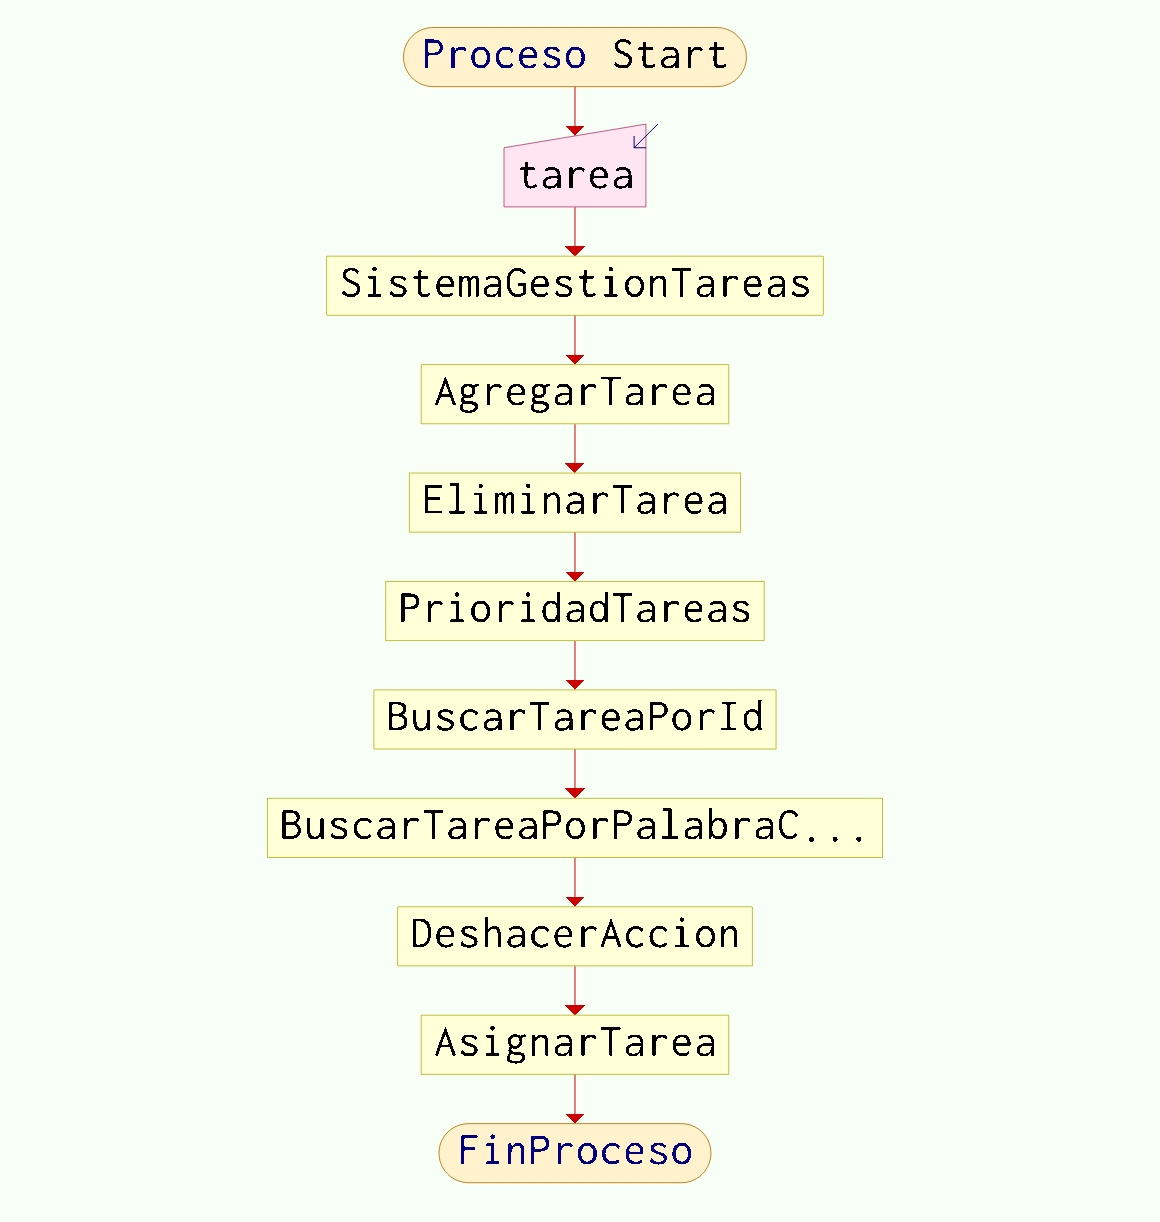 Proceso Start
tarea
SistemaGestionTareas
AgregarTarea
EliminarTarea
PrioridadTareas
BuscarTareaPorId
BuscarTareaPorPalabraC...
DeshacerAccion
AsignarTarea
FinProceso